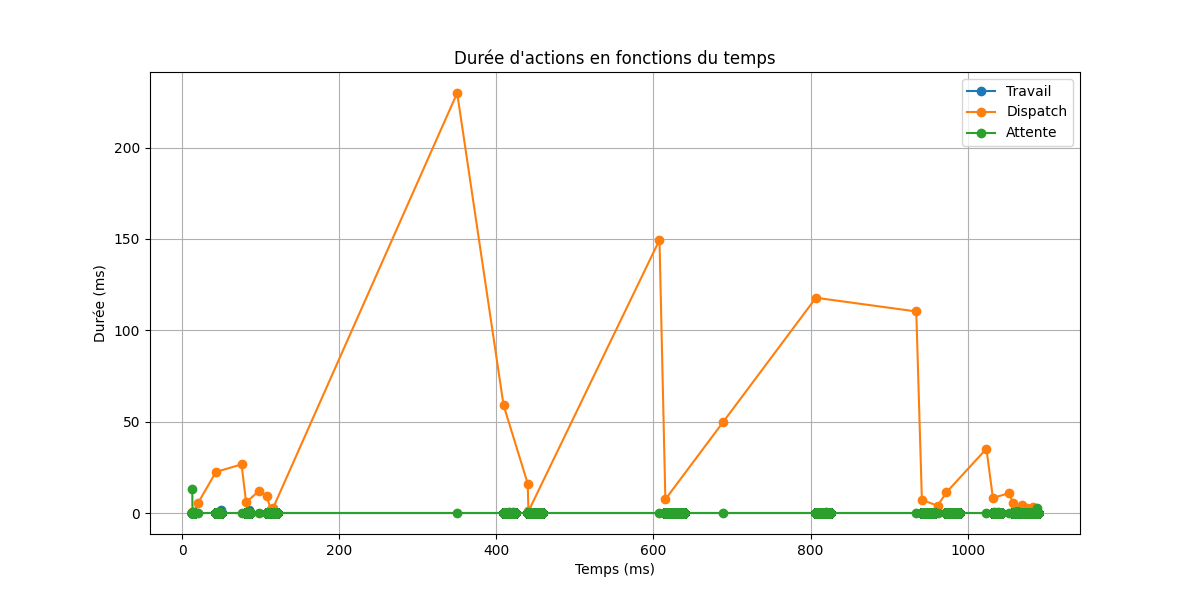 Durée d'actions en fonctions du temps
Travail
Dispatch
Attente
Durée (ms)
200
150
100
50
0
0 200 400 600 800 1000
Temps (ms)